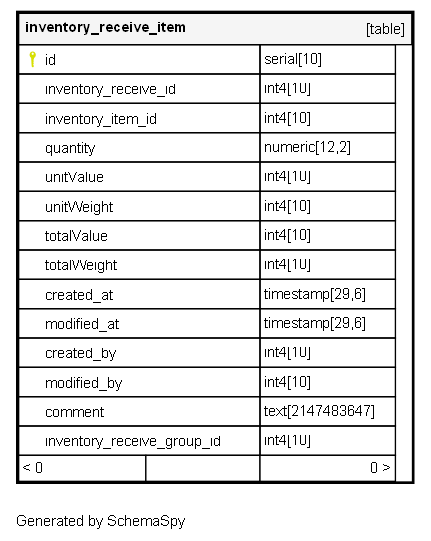 inventory_receive_item [table]
id serial[10]
inventory_receive_id int4[10]
inventory_item_id int4[10]
quantity numeric[12,2]
unitValue int4[10]
unitWeight int4[10]
totalValue int4[10]
totalWeight int4[10]
created_at timestamp[29,6]
modified_at timestamp[29,6]
created_by int4[10]
modified_by int4[10]
comment text[2147483647]
inventory_receive_group_id int4[10]
< 0 0 >
Generated by SchemaSpy